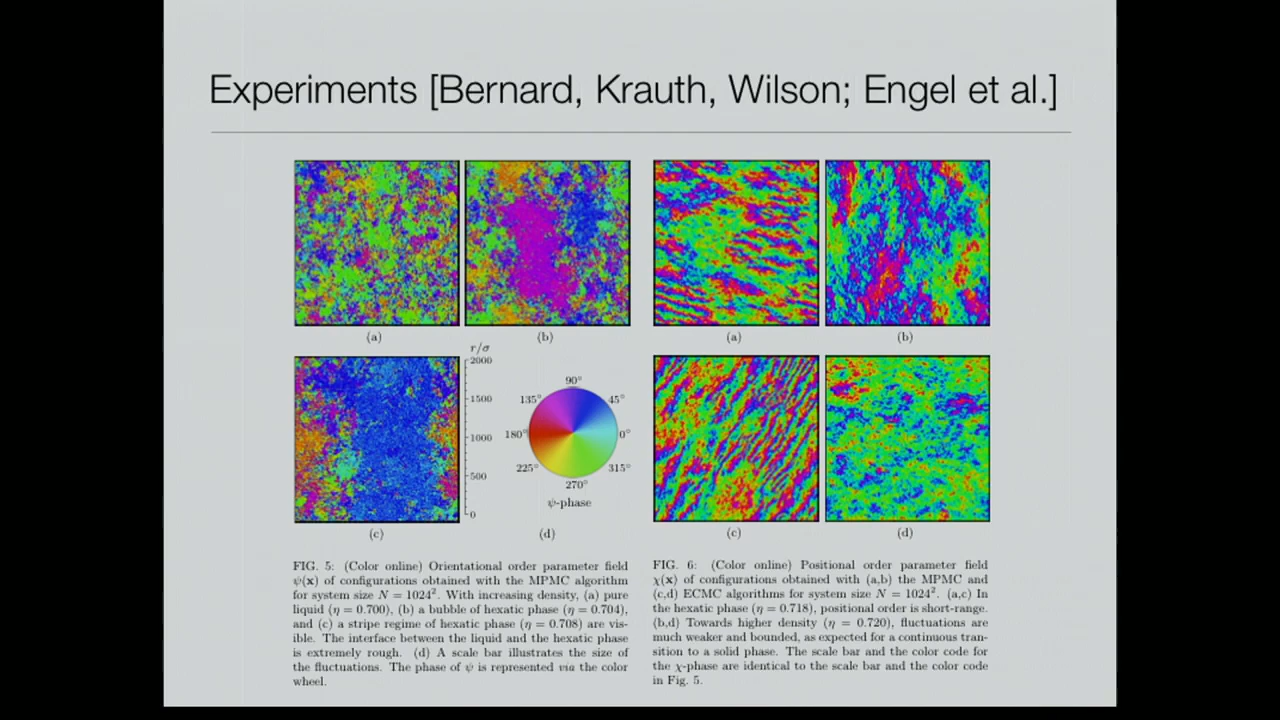 Experiments [Bernard, Krauth, Wilson; Engel et al.]
(a)
(b)
(c)
r/σ
2000
1500
1000
500
0
90°
135°
45°
180°
0°
225°
315°
270°
ψ-phase
(d)
FIG. 5: (Color online) Orientational order parameter field
ψ(x) of configurations obtained with the MPMC algorithm
for system size N = 1024². With increasing density, (a) pure
liquid (η = 0.700), (b) a bubble of hexatic phase (η = 0.704),
and (c) a stripe regime of hexatic phase (η = 0.708) are vis-
ible. The interface between the liquid and the hexatic phase
is extremely rough. (d) A scale bar illustrates the size of
the fluctuations. The phase of ψ is represented via the color
wheel.
(a)
(b)
(c)
(d)
FIG. 6: (Color online) Positional order parameter field
χ(x) of configurations obtained with (a,b) the MPMC and
(c,d) ECMC algorithms for system size N = 1024². (a,c) In
the hexatic phase (η = 0.718), positional order is short-range.
(b,d) Towards higher density (η = 0.720), fluctuations are
much weaker and bounded, as expected for a continuous tran-
sition to a solid phase. The scale bar and the color code for
the χ-phase are identical to the scale bar and the color code
in Fig. 5.